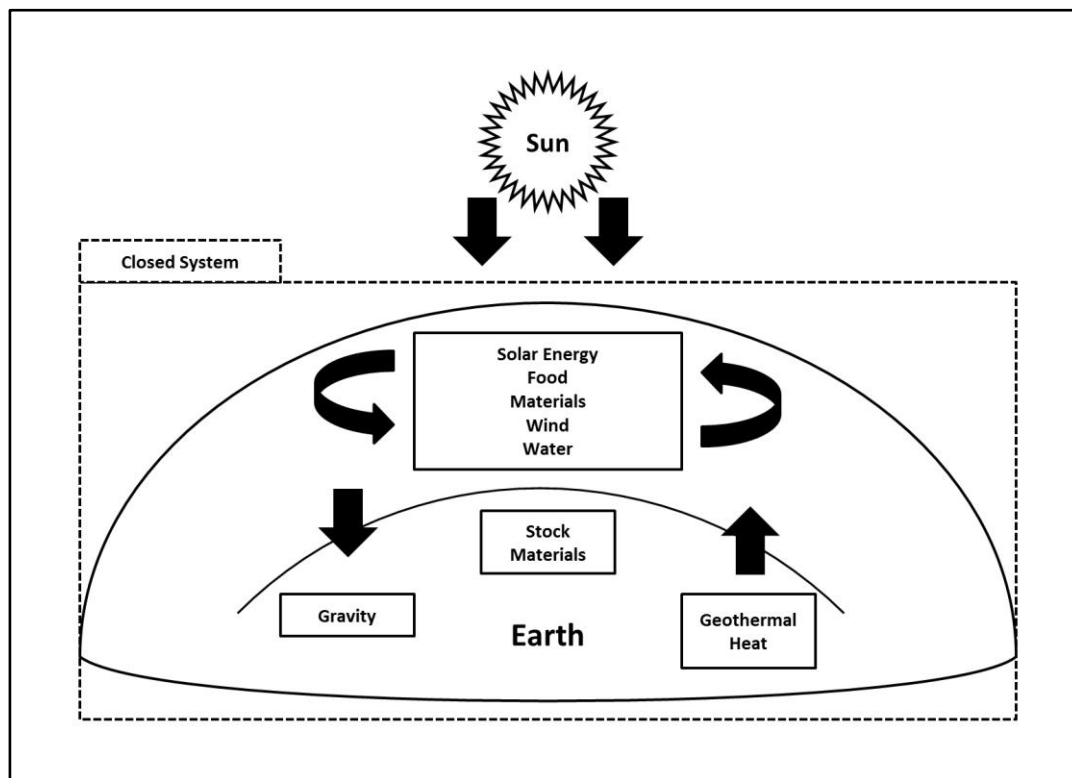 Sun
Closed System
Solar Energy
Food
Materials
Wind
Water
Stock
Materials
Gravity
Geothermal
Heat
Earth